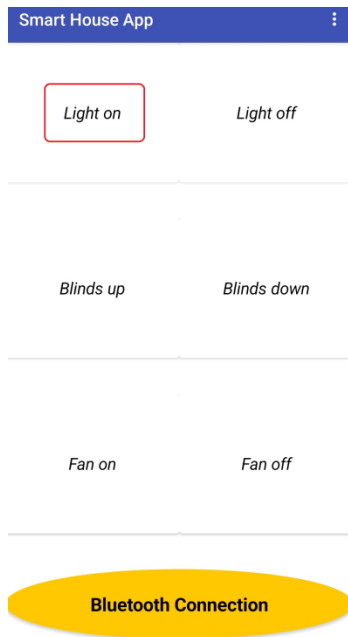 Smart House App
Light on
Light off
Blinds up
Blinds down
Fan on
Fan off
Bluetooth Connection